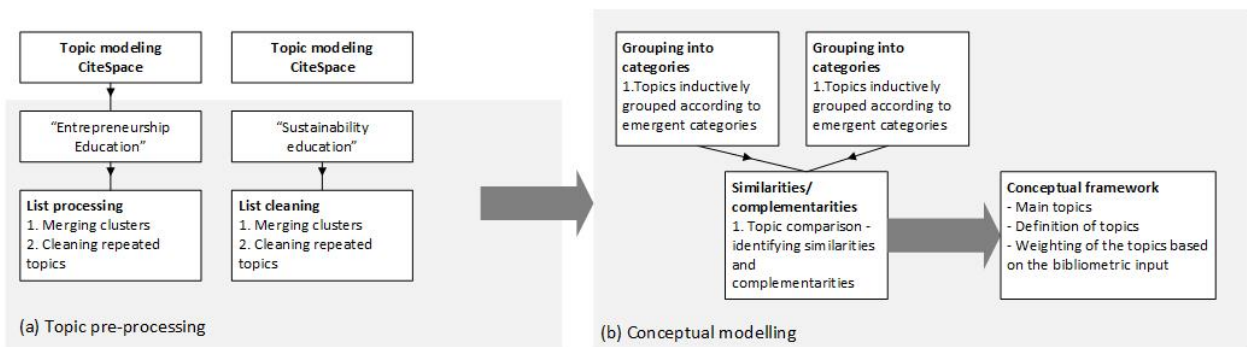 Topic modeling
CiteSpace
Topic modeling
CiteSpace
“Entrepreneurship
Education”
“Sustainability
education”
List processing
1. Merging clusters
2. Cleaning repeated
topics
List cleaning
1. Merging clusters
2. Cleaning repeated
topics
(a) Topic pre-processing
Grouping into
categories
1.Topics inductively
grouped according to
emergent categories
Grouping into
categories
1.Topics inductively
grouped according to
emergent categories
Similarities/
complementarities
1. Topic comparison -
identifying similarities
and
complementarities
Conceptual framework
- Main topics
- Definition of topics
- Weighting of the topics based
on the bibliometric input
(b) Conceptual modelling